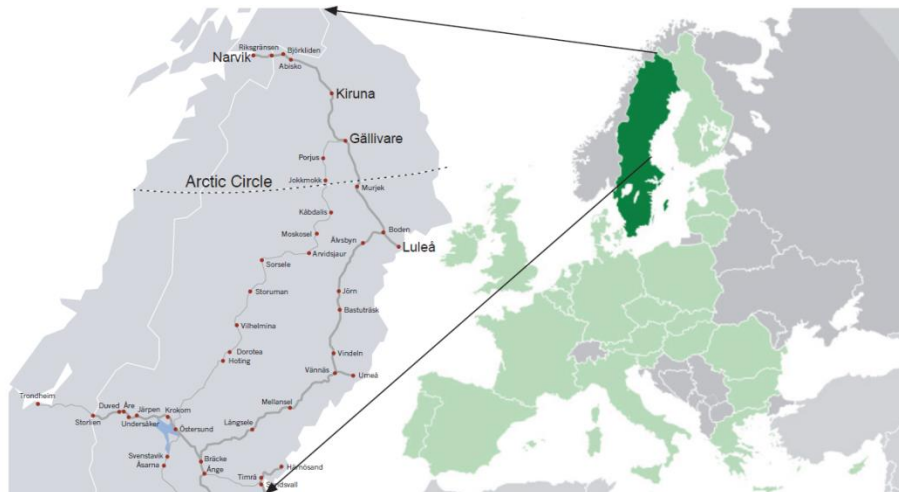 Riksgränsen
Björkliden
Narvik
Abisko
Kiruna
Gällivare
Porjus
Arctic Circle
Jokkmokk
Murjek
Kåbdalis
Moskosel
Älvsbyn
Boden
Luleå
Arvidsjaur
Sorsele
Storuman
Jörn
Bastuträsk
Vilhelmina
Dorotea
Hoting
Vindeln
Vännäs
Umeå
Trondheim
Mellansel
Storlien
Duved
Åre
Järpen
Undersåker
Krokom
Östersund
Långsele
Svenstavik
Åsarna
Bräcke
Ånge
Timrå
Härnösand
Sundsvall